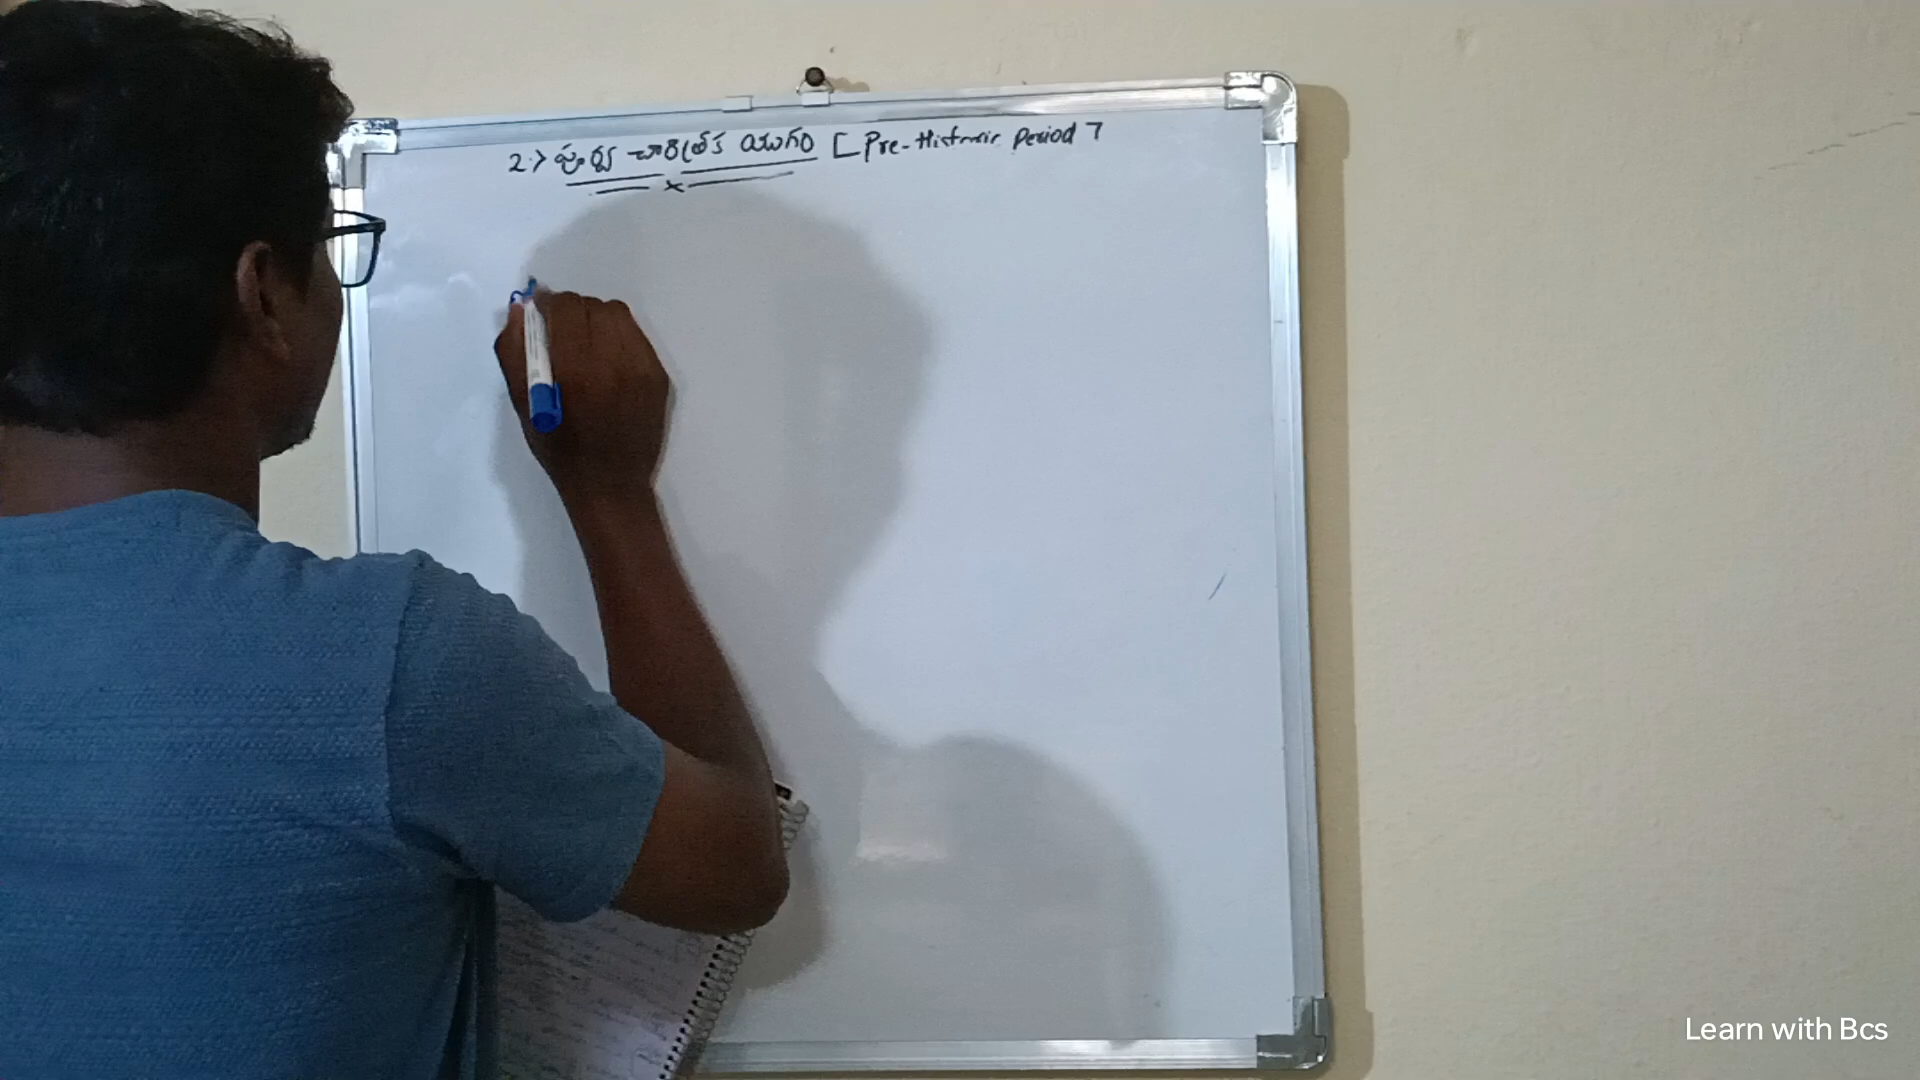 2.> పూర్వ చారిత్రక యుగం [Pre-Historic Period]
Learn with Bcs